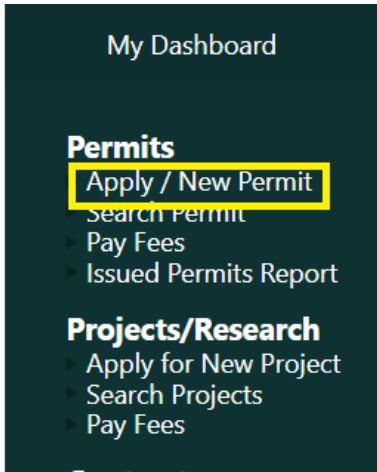 My Dashboard
Permits
Apply / New Permit
Search Permit
Pay Fees
Issued Permits Report
Projects/Research
Apply for New Project
Search Projects
Pay Fees